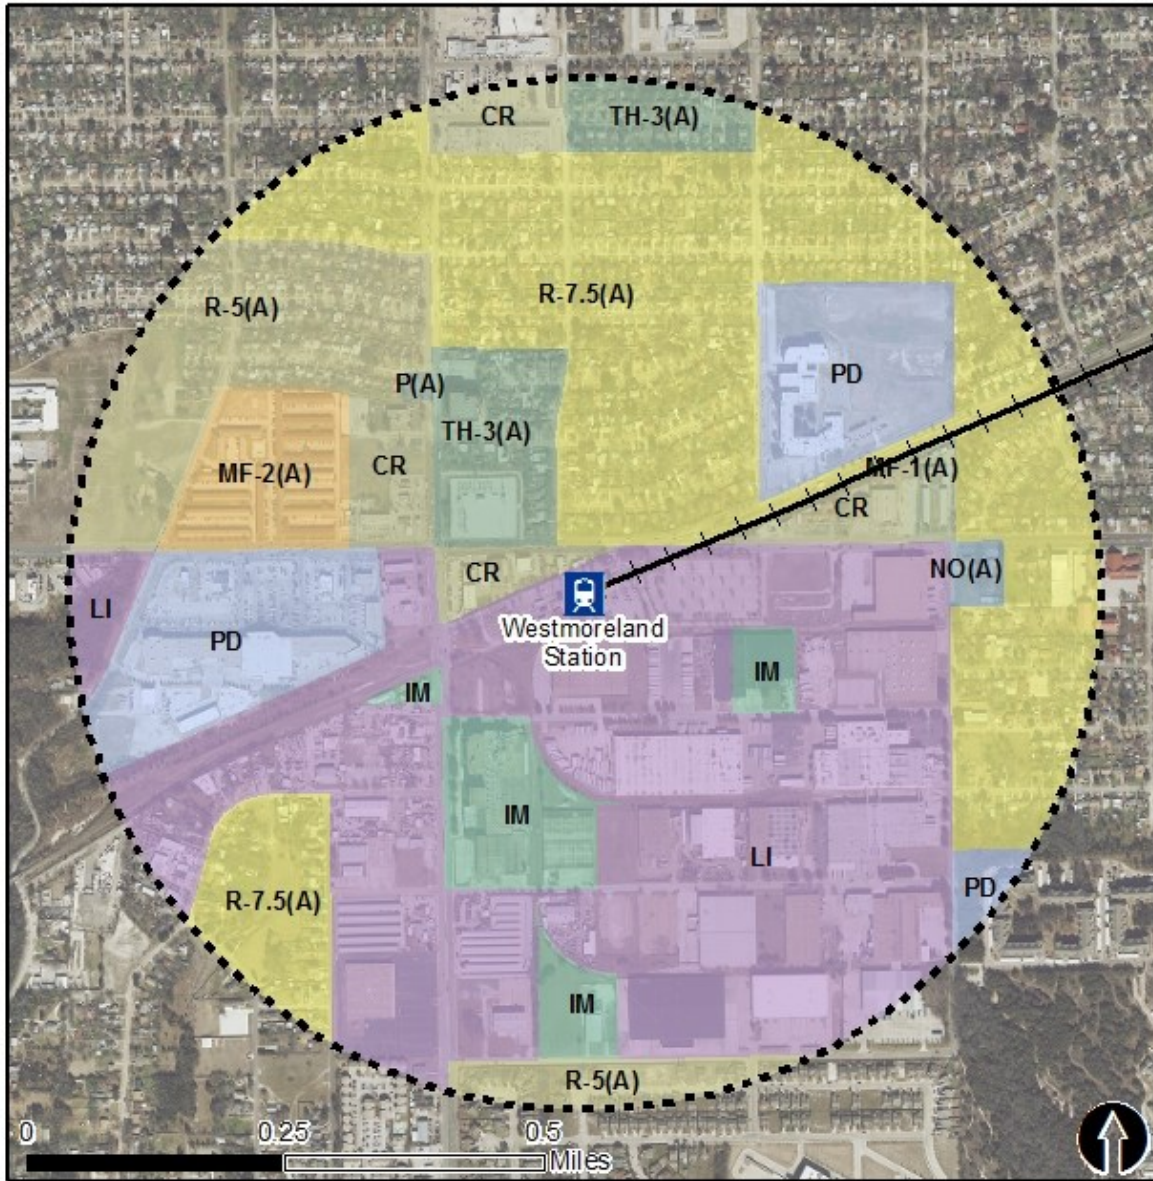 CR
TH-3(A)
R-5(A)
R-7.5(A)
P(A)
PD
TH-3(A)
MF-2(A)
CR
MF-1(A)
CR
CR
NO(A)
LI
Westmoreland
Station
PD
IM
IM
IM
LI
R-7.5(A)
PD
IM
R-5(A)
0
0.25
0.5
Miles